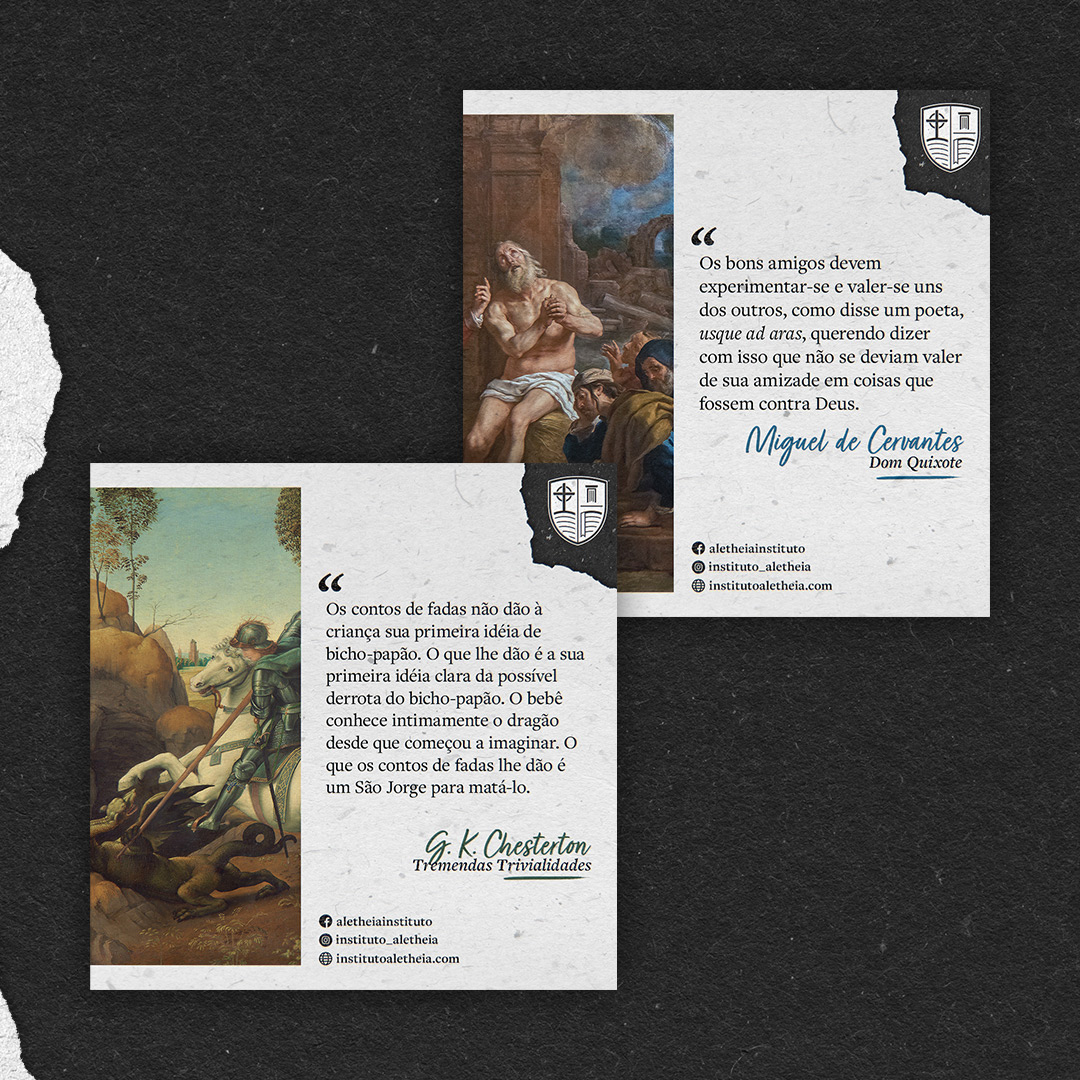 “
Os bons amigos devem
experimentar-se e valer-se uns
dos outros, como disse um poeta,
usque ad aras, querendo dizer
com isso que não se deviam valer
de sua amizade em coisas que
fossem contra Deus.
Miguel de Cervantes
Dom Quixote
aletheiainstituto
instituto_aletheia
institutoaletheia.com
“
Os contos de fadas não dão à
criança sua primeira idéia de
bicho-papão. O que lhe dão é a sua
primeira idéia clara da possível
derrota do bicho-papão. O bebê
conhece intimamente o dragão
desde que começou a imaginar. O
que os contos de fadas lhe dão é
um São Jorge para matá-lo.
G. K. Chesterton
Tremendas Trivialidades
aletheiainstituto
instituto_aletheia
institutoaletheia.com